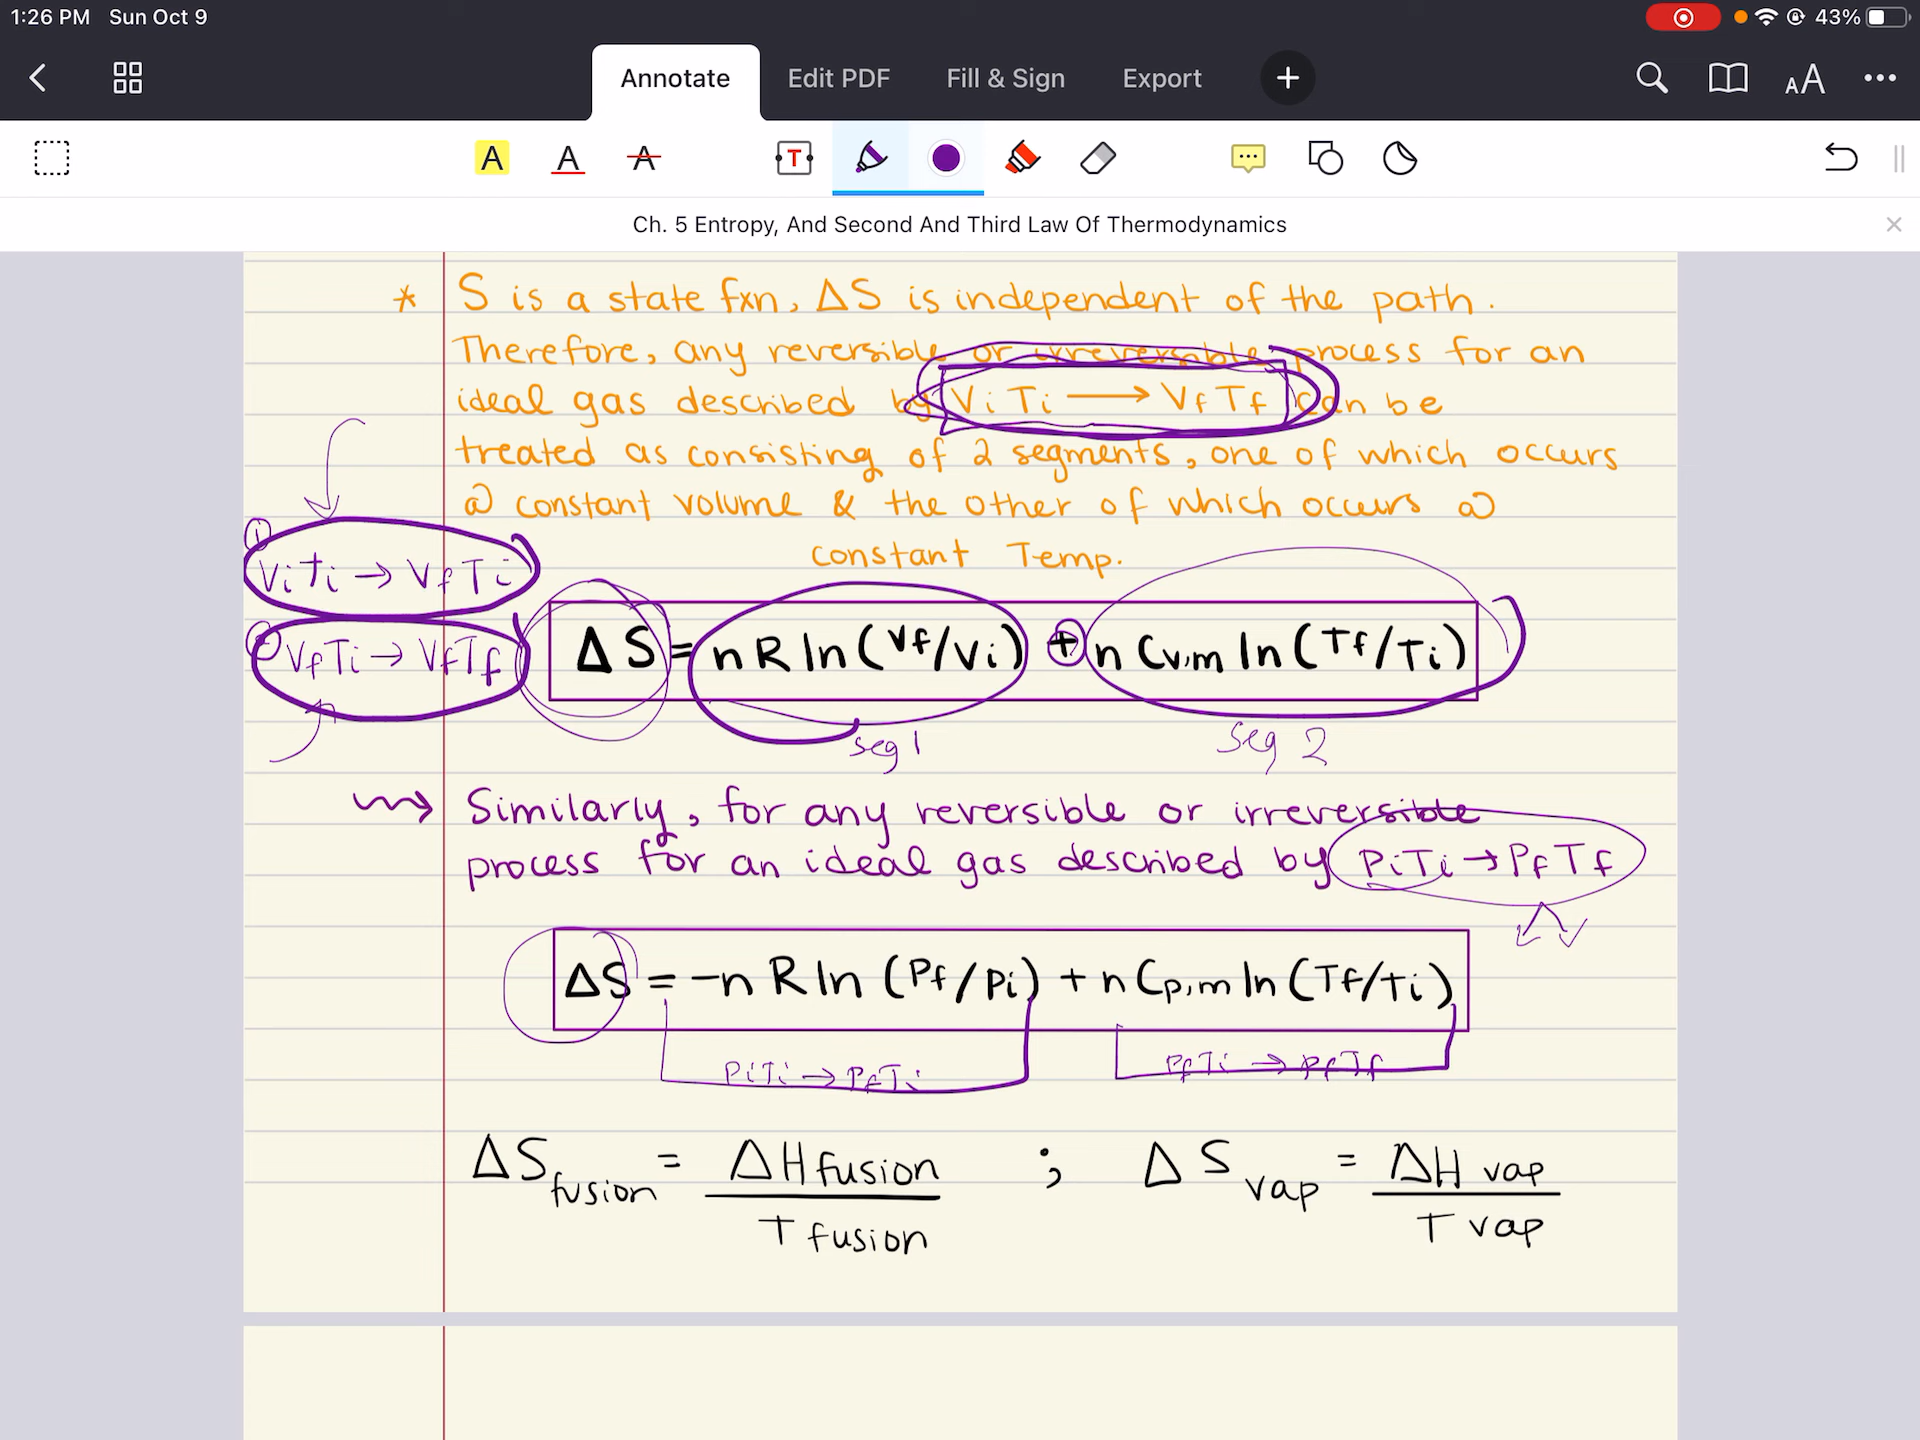 1:26 PM Sun Oct 9
43%
Annotate Edit PDF Fill & Sign Export
Ch. 5 Entropy, And Second And Third Law Of Thermodynamics
* S is a state fxn, ΔS is independent of the path.
Therefore, any reversible or irreversible process for an
ideal gas described by ViTi → VfTf can be
treated as consisting of 2 segments, one of which occurs
@ constant volume & the other of which occurs @
constant Temp.
① ViTi → VfTi
② VfTi → VfTf
ΔS = nR ln(Vf/Vi) + n Cv,m ln(Tf/Ti)
seg 1 Seg 2
Similarly, for any reversible or irreversible
process for an ideal gas described by PiTi → PfTf
ΔS = -nR ln (Pf/Pi) + n Cp,m ln (Tf/Ti)
PiTi → PfTi PfTi → PfTf
ΔS fusion = ΔH fusion / T fusion ; ΔS vap = ΔH vap / T vap